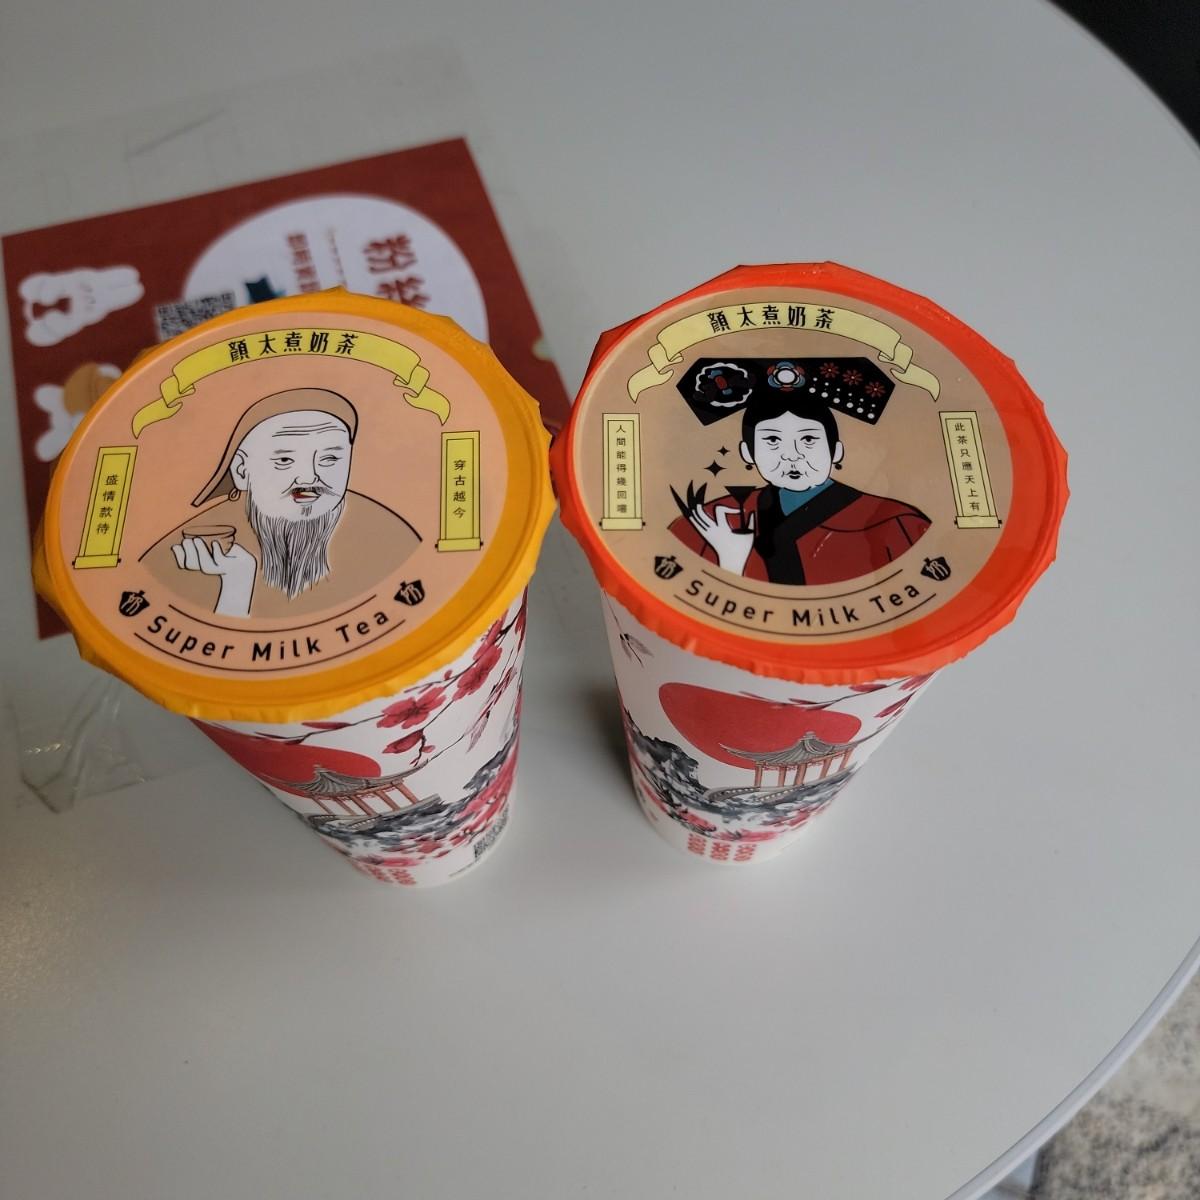 粉絲
顏太煮奶茶
盛情款待
穿古越今
Super Milk Tea
顏太煮奶茶
人間能得幾回嚐
此茶只應天上有
Super Milk Tea